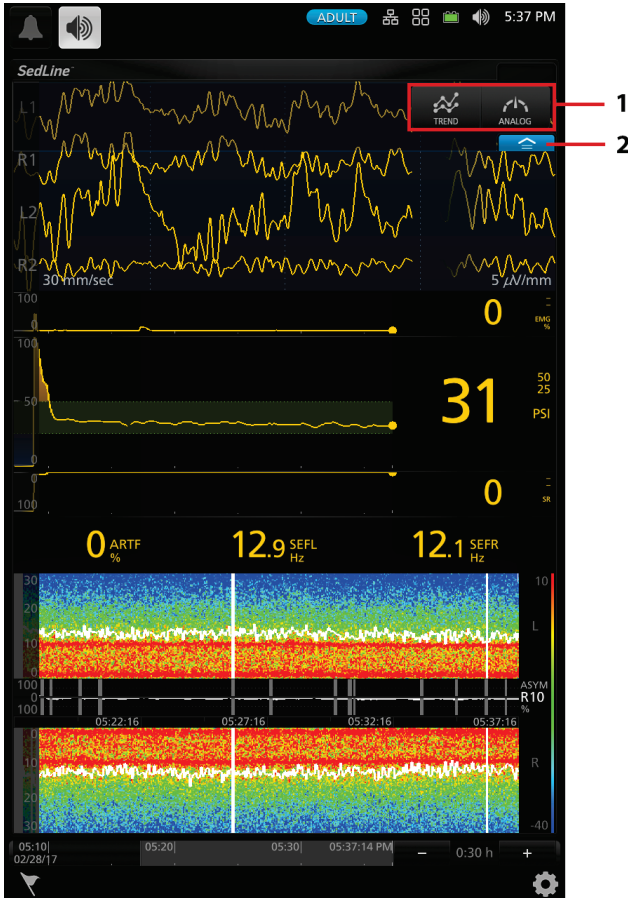 ADULT 5:37 PM
SedLine
L1
TREND ANALOG 1
2
R1
L2
R2
30 mm/sec 5 µV/mm
100
0
0 EMG %
100
50
0
31 50 25 PSI
0
100
0 SR
0 ARTF %
12.9 SEFL Hz
12.1 SEFR Hz
30 10
20
L
10
0
100 ASYM
0 R10
100 %
05:22:16 05:27:16 05:32:16 05:37:16
0
10 R
20
30 -40
05:10 05:20 05:30 05:37:14 PM − 0:30 h +
02/28/17